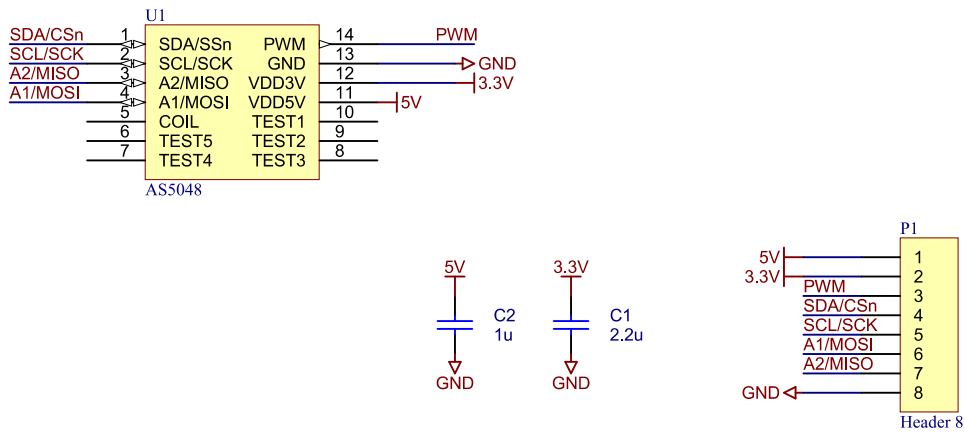 U1
SDA/CSn 1 SDA/SSn PWM 14 PWM
SCL/SCK 2 SCL/SCK GND 13 GND
A2/MISO 3 A2/MISO VDD3V 12 3.3V
A1/MOSI 4 A1/MOSI VDD5V 11 5V
5 COIL TEST1 10
6 TEST5 TEST2 9
7 TEST4 TEST3 8
AS5048
5V
C2
1u
GND
3.3V
C1
2.2u
GND
P1
5V 1
3.3V 2
PWM 3
SDA/CSn 4
SCL/SCK 5
A1/MOSI 6
A2/MISO 7
GND 8
Header 8